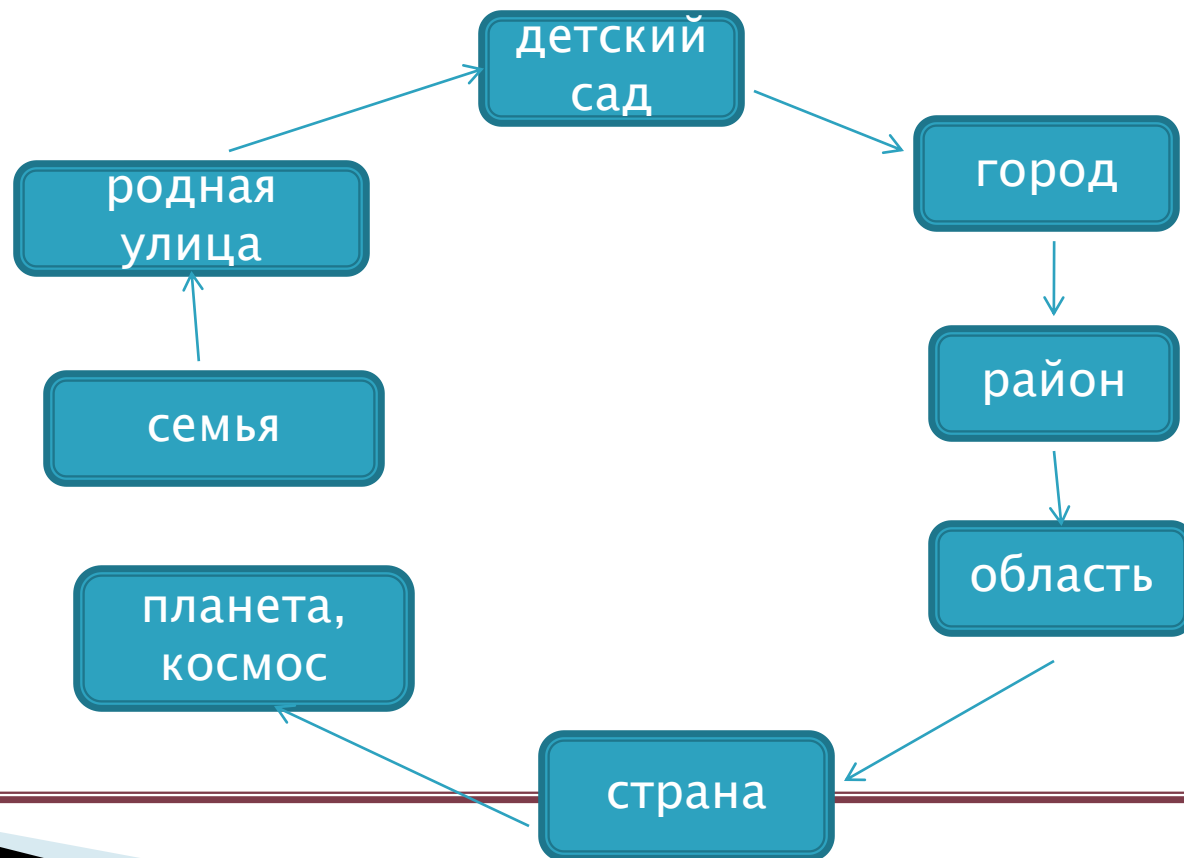 детский
сад
город
родная
улица
район
семья
область
планета,
космос
страна